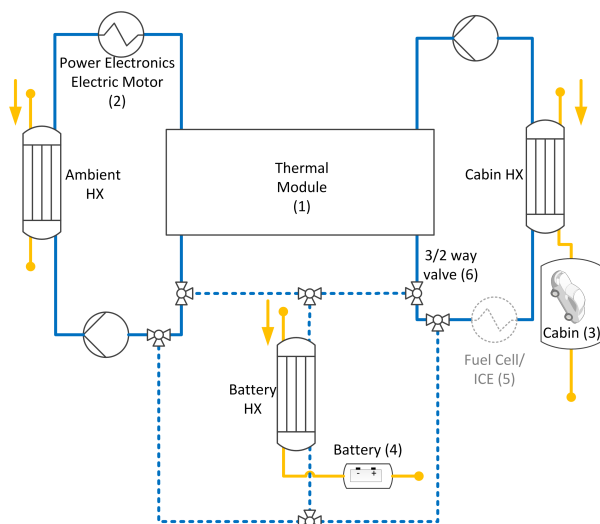 Power Electronics
Electric Motor
(2)
Ambient
HX
Thermal
Module
(1)
Cabin HX
3/2 way
valve (6)
Cabin (3)
Fuel Cell/
ICE (5)
Battery
HX
Battery (4)
- +